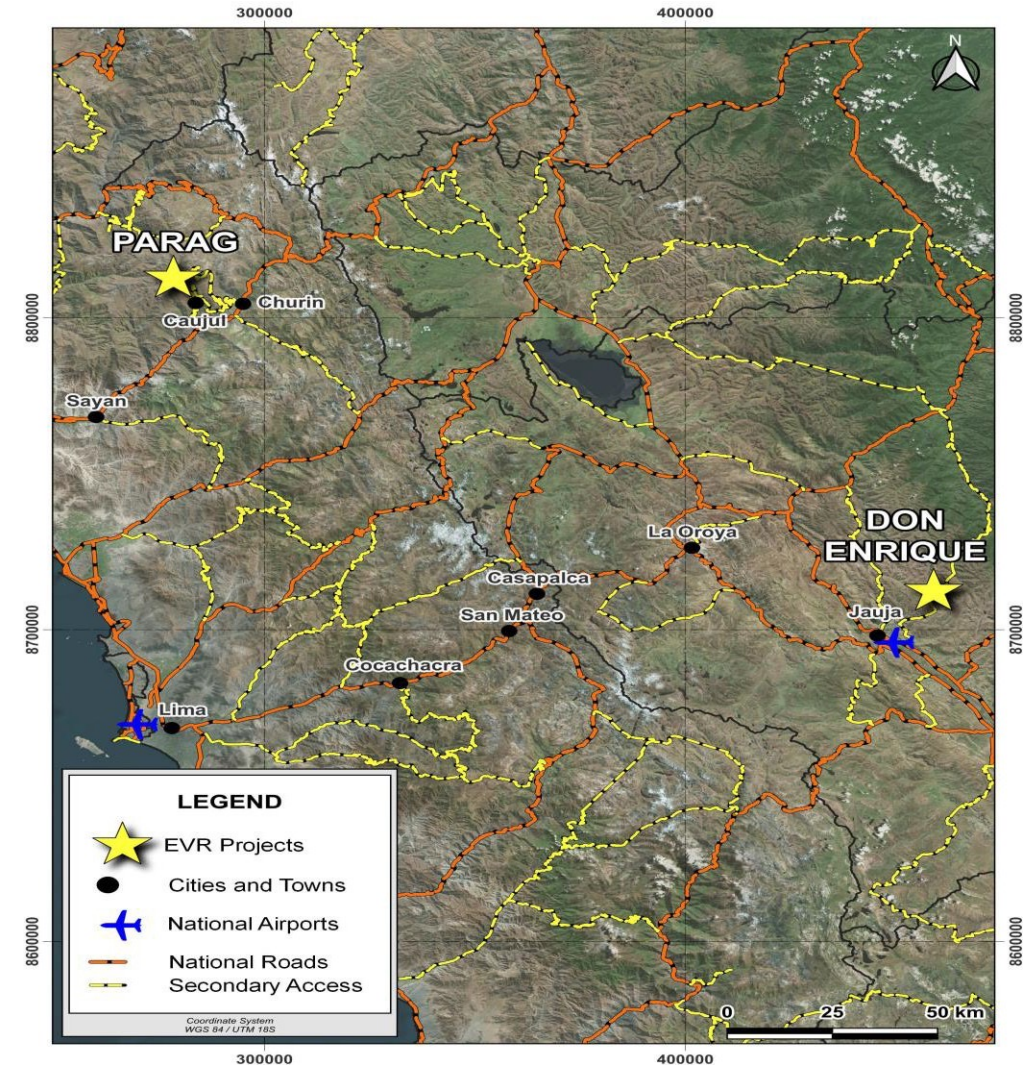 300000
400000
N
PARAG
Churin
Caujul
8800000
8800000
Sayan
DON
ENRIQUE
La Oroya
Casapalca
San Mateo
Jauja
8700000
8700000
Cocachacra
Lima
LEGEND
EVR Projects
Cities and Towns
National Airports
National Roads
Secondary Access
Coordinate System
WGS 84 / UTM 18S
8600000
8600000
0 25 50 km
300000
400000